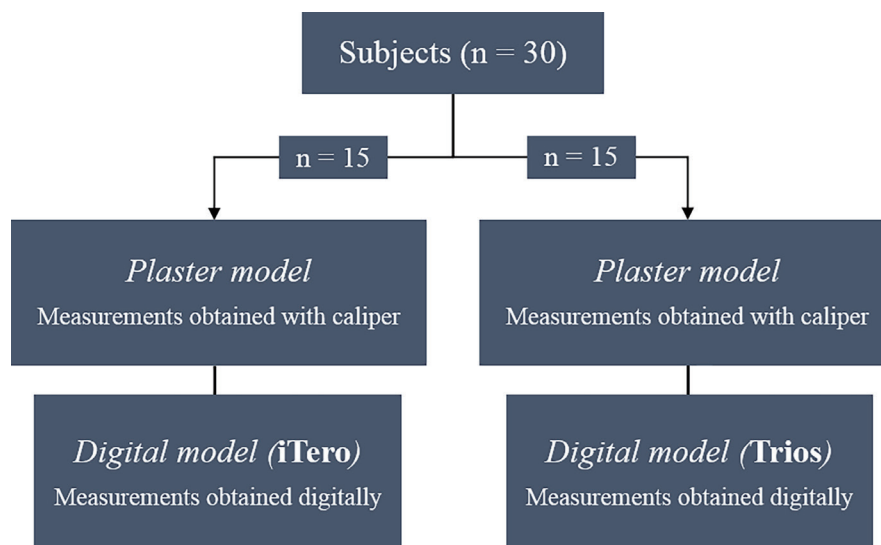 Subjects (n = 30)
n = 15
n = 15
Plaster model
Measurements obtained with caliper
Plaster model
Measurements obtained with caliper
Digital model (iTero)
Measurements obtained digitally
Digital model (Trios)
Measurements obtained digitally